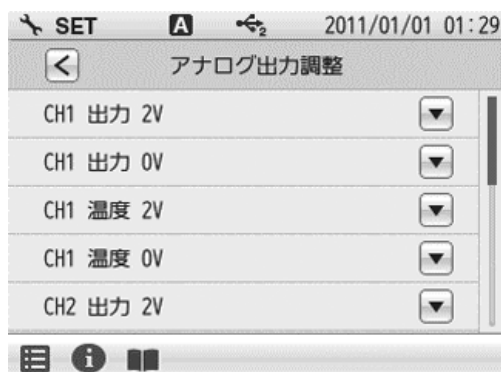 SET A 2 2011/01/01 01:29
アナログ出力調整
CH1 出力 2V
CH1 出力 0V
CH1 温度 2V
CH1 温度 0V
CH2 出力 2V